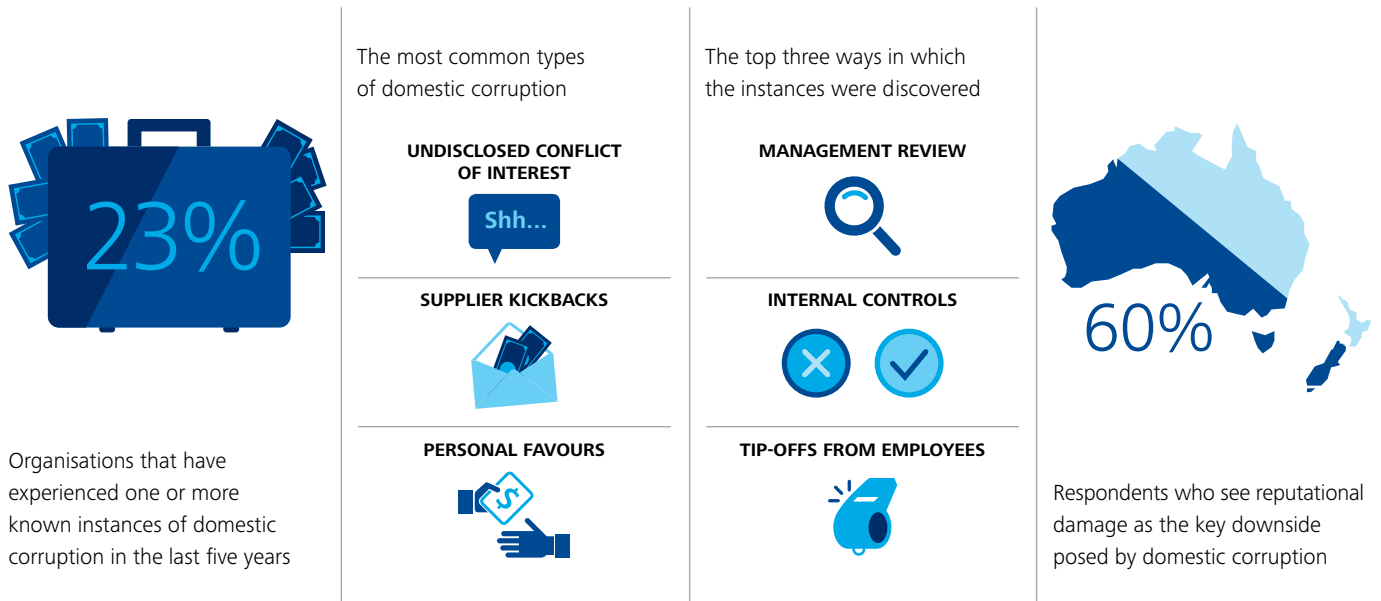 23%
Organisations that have
experienced one or more
known instances of domestic
corruption in the last five years
The most common types
of domestic corruption
UNDISCLOSED CONFLICT
OF INTEREST
Shh...
SUPPLIER KICKBACKS
PERSONAL FAVOURS
$
The top three ways in which
the instances were discovered
MANAGEMENT REVIEW
INTERNAL CONTROLS
TIP-OFFS FROM EMPLOYEES
60%
Respondents who see reputational
damage as the key downside
posed by domestic corruption